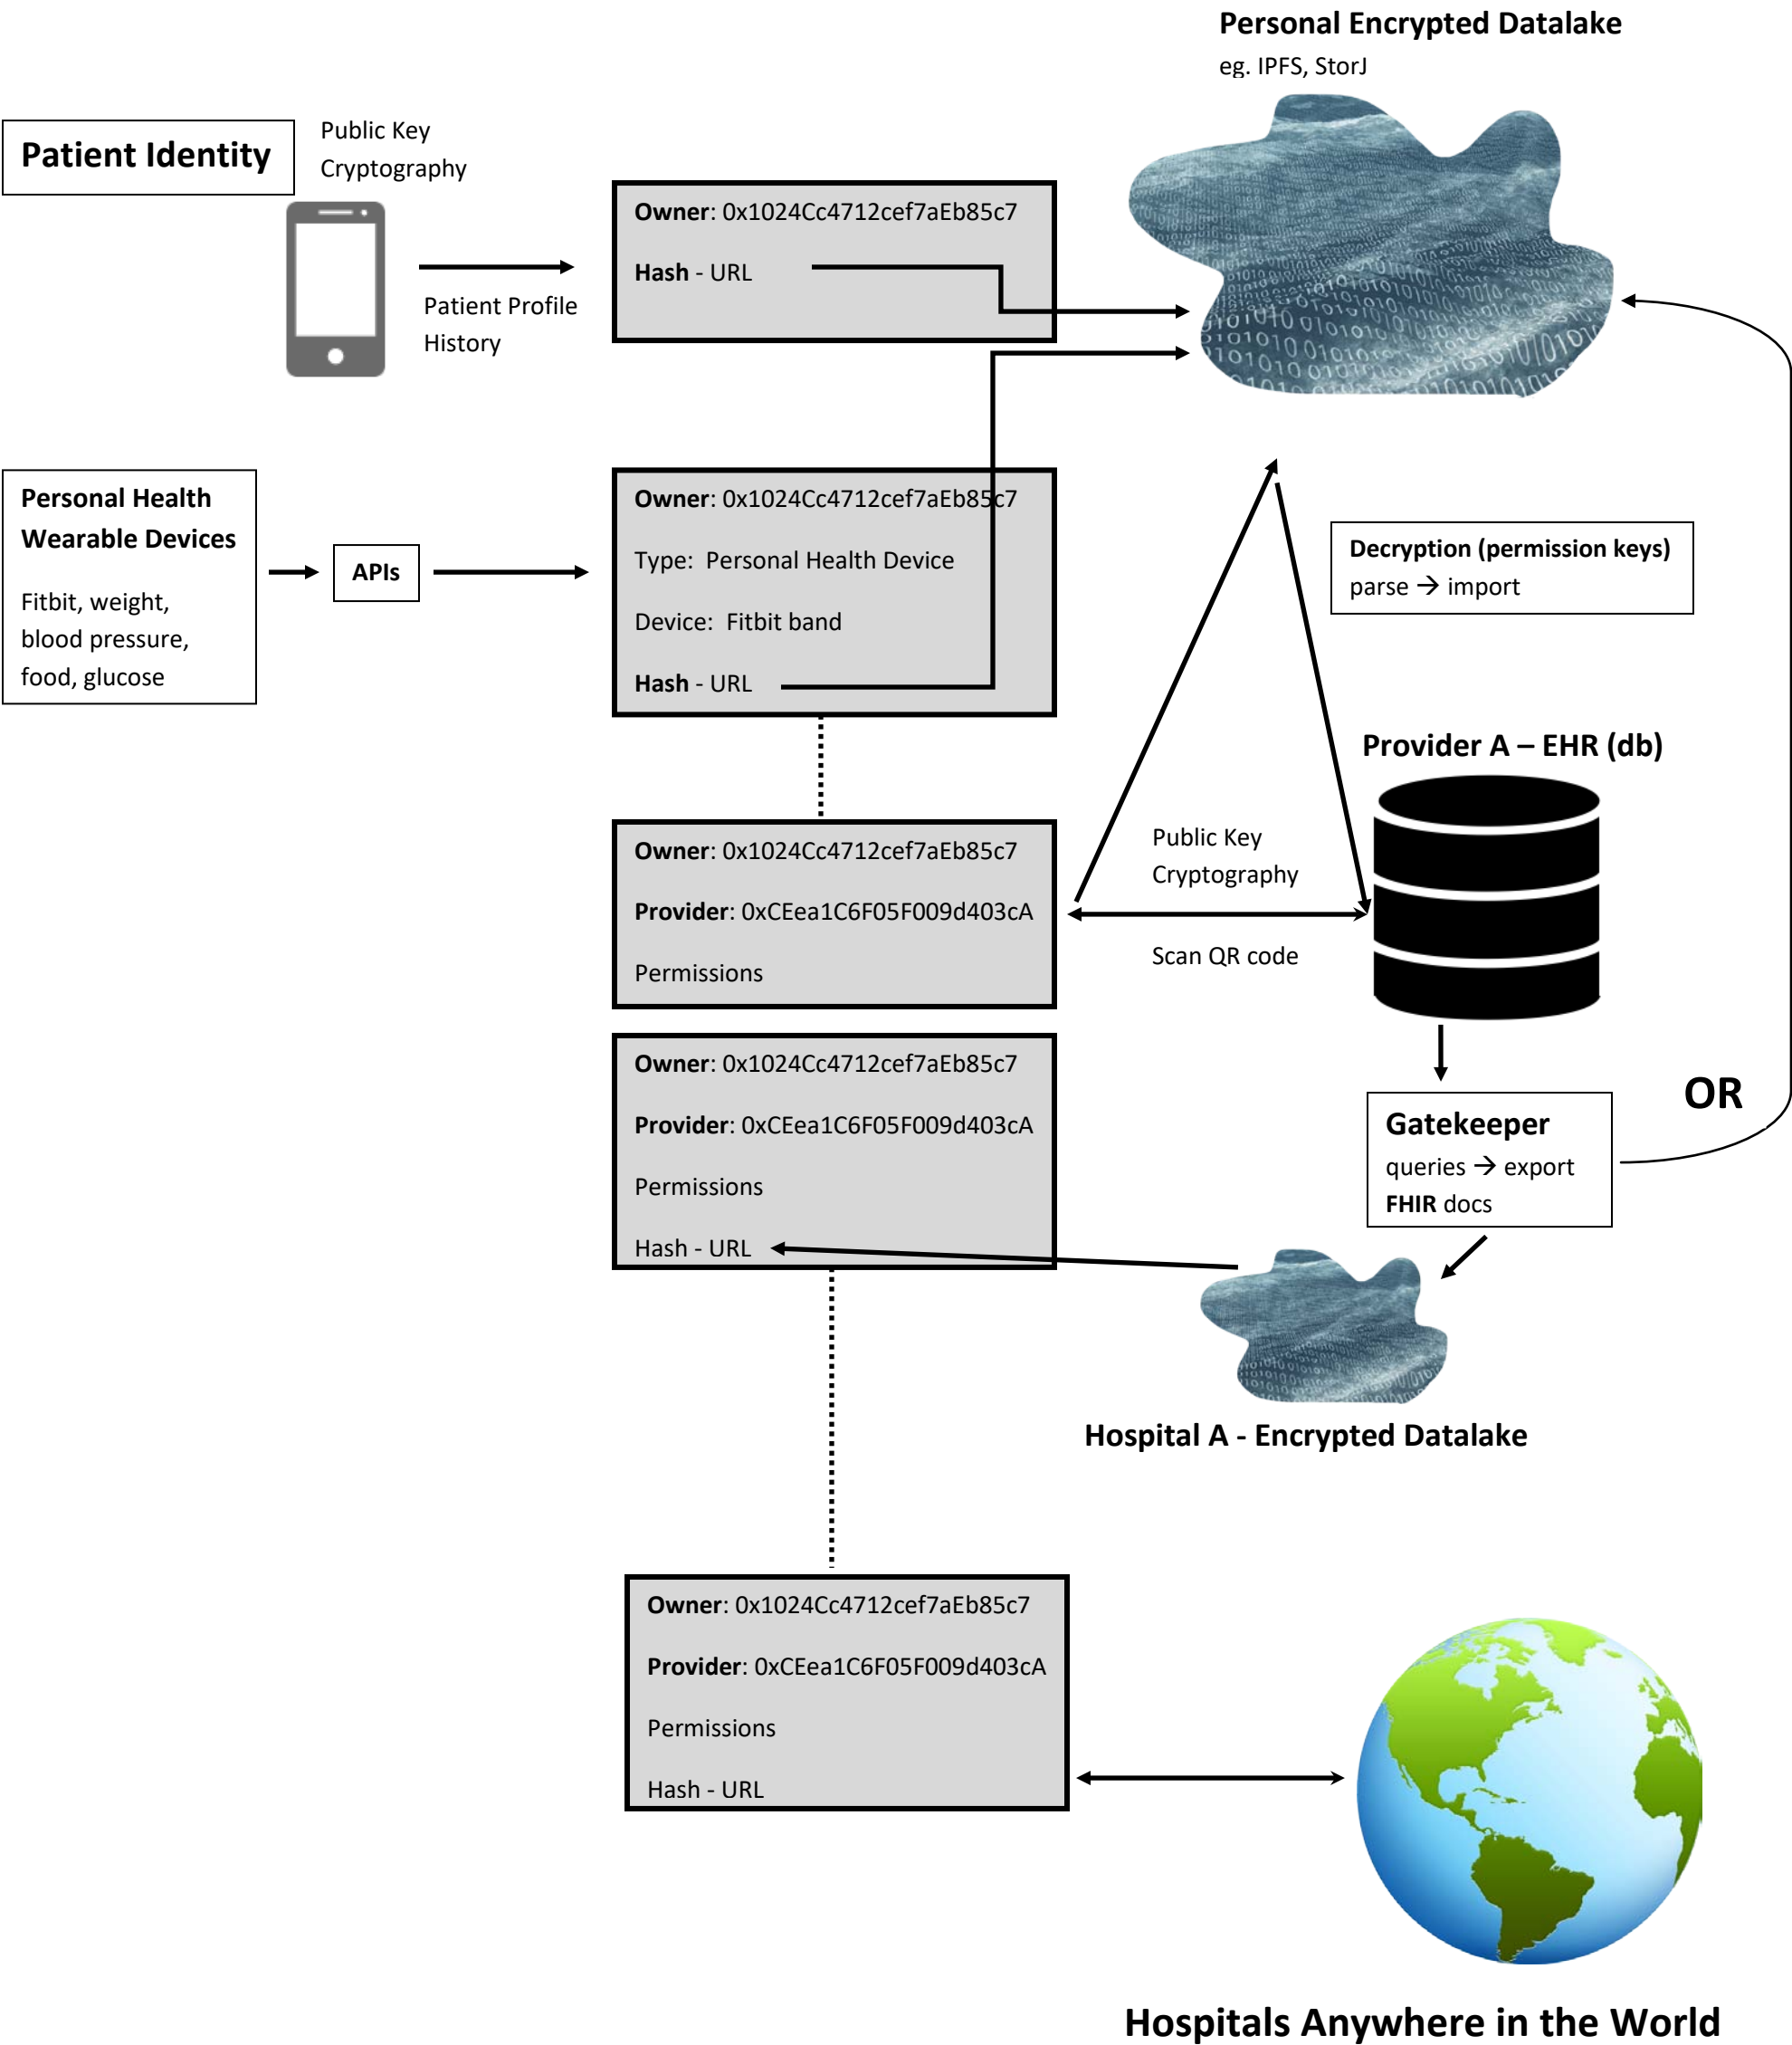 Personal Encrypted Datalake
eg. IPFS, StorJ
Patient Identity
Public Key
Cryptography
Patient Profile
History
Owner: 0x1024Cc4712cef7aEb85c7
Hash - URL
Personal Health
Wearable Devices
Fitbit, weight,
blood pressure,
food, glucose
APIs
Owner: 0x1024Cc4712cef7aEb85c7
Type:  Personal Health Device
Device:  Fitbit band
Hash - URL
Decryption (permission keys)
parse → import
Provider A – EHR (db)
Owner: 0x1024Cc4712cef7aEb85c7
Provider: 0xCEea1C6F05F009d403cA
Permissions
Public Key
Cryptography
Scan QR code
Owner: 0x1024Cc4712cef7aEb85c7
Provider: 0xCEea1C6F05F009d403cA
Permissions
Hash - URL
OR
Gatekeeper
queries → export
FHIR docs
Hospital A - Encrypted Datalake
Owner: 0x1024Cc4712cef7aEb85c7
Provider: 0xCEea1C6F05F009d403cA
Permissions
Hash - URL
Hospitals Anywhere in the World